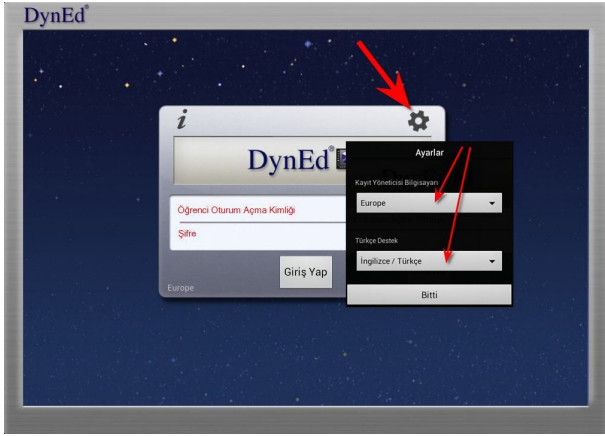 DynEd®
i
DynEd®
Ayarlar
Kayıt Yöneticisi Bilgisayarı
Europe
Öğrenci Oturum Açma Kimliği
Şifre
Türkçe Destek
İngilizce / Türkçe
Giriş Yap
Europe
Bitti